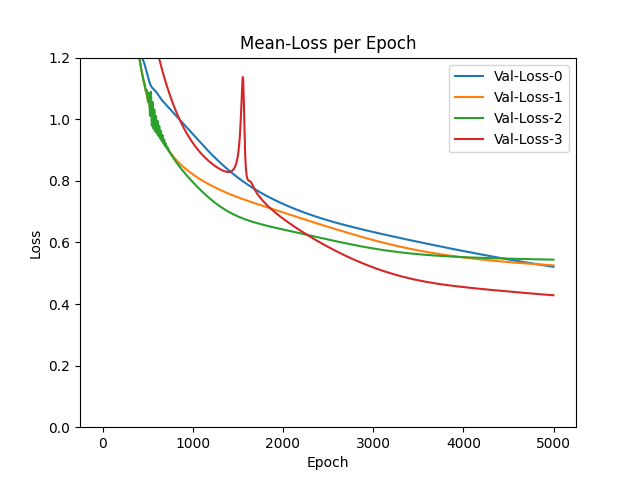 Mean-Loss per Epoch
1.2
1.0
0.8
0.6
0.4
0.2
0.0
Loss
Val-Loss-0
Val-Loss-1
Val-Loss-2
Val-Loss-3
0 1000 2000 3000 4000 5000
Epoch